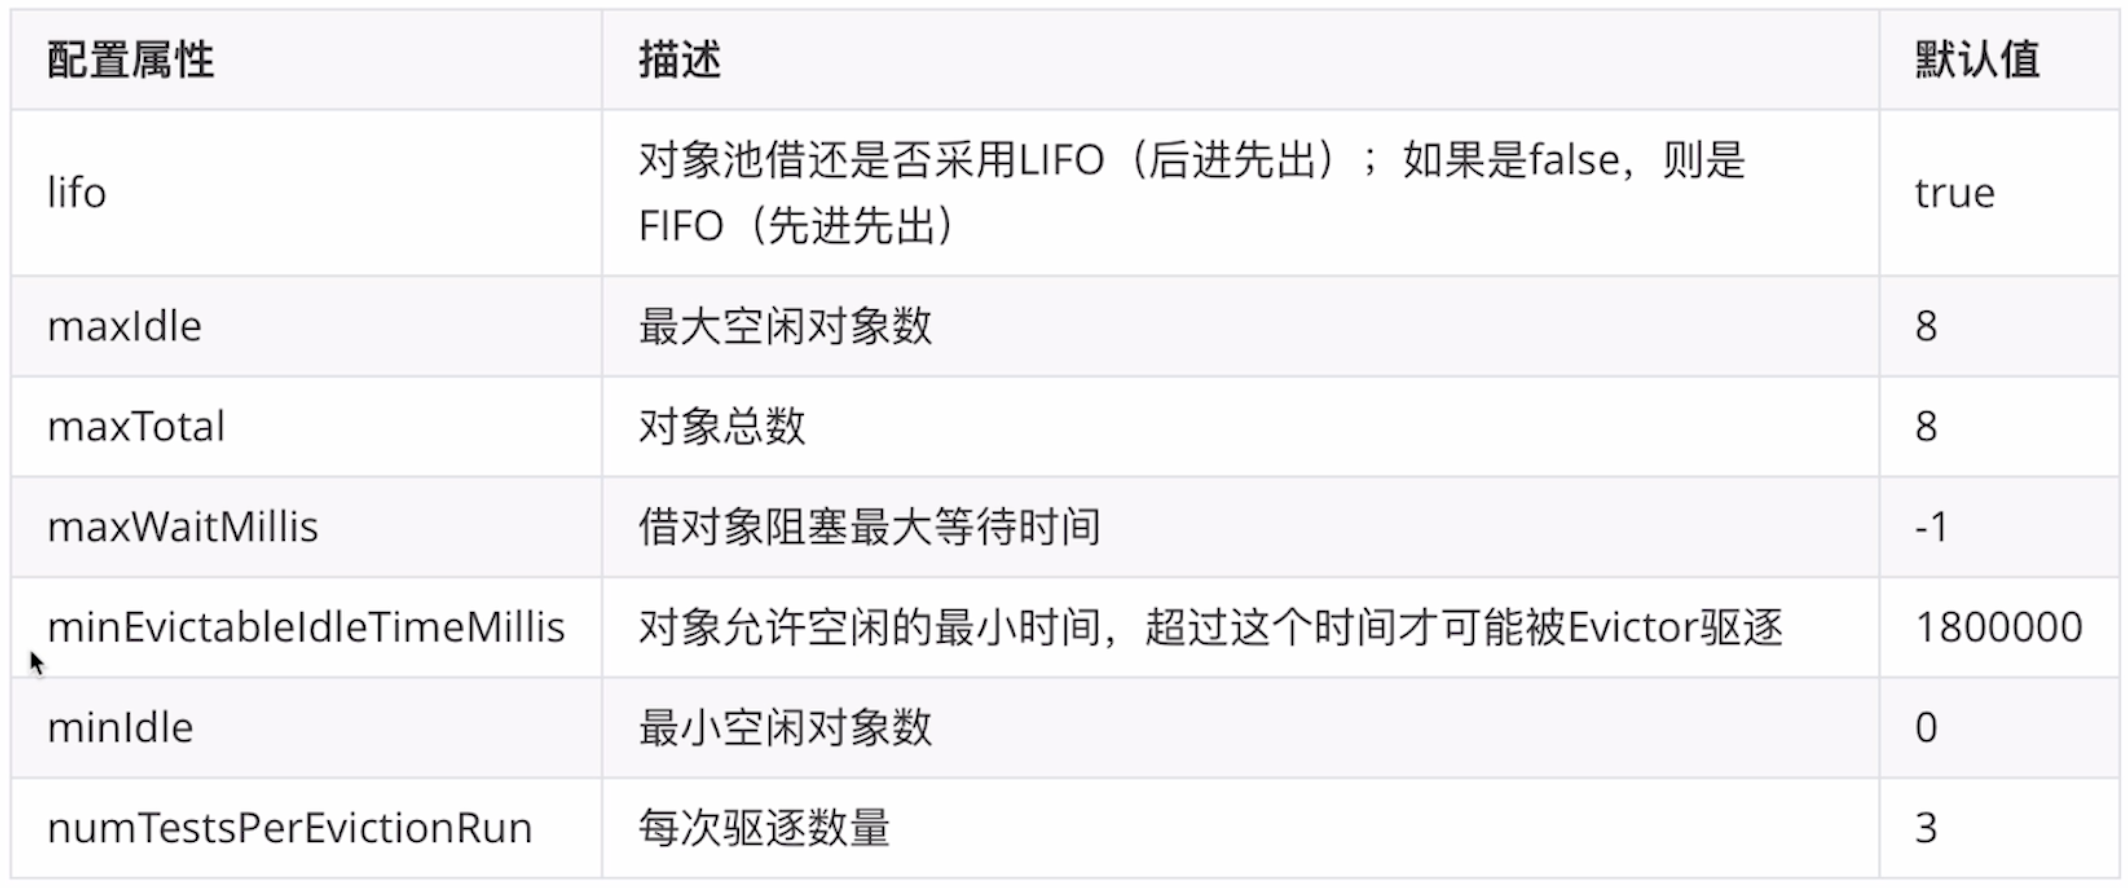 配置属性 描述 默认值
lifo 对象池借还是否采用LIFO（后进先出）；如果是false，则是 true
FIFO（先进先出）
maxIdle 最大空闲对象数 8
maxTotal 对象总数 8
maxWaitMillis 借对象阻塞最大等待时间 -1
minEvictableIdleTimeMillis 对象允许空闲的最小时间，超过这个时间才可能被Evictor驱逐 1800000
minIdle 最小空闲对象数 0
numTestsPerEvictionRun 每次驱逐数量 3